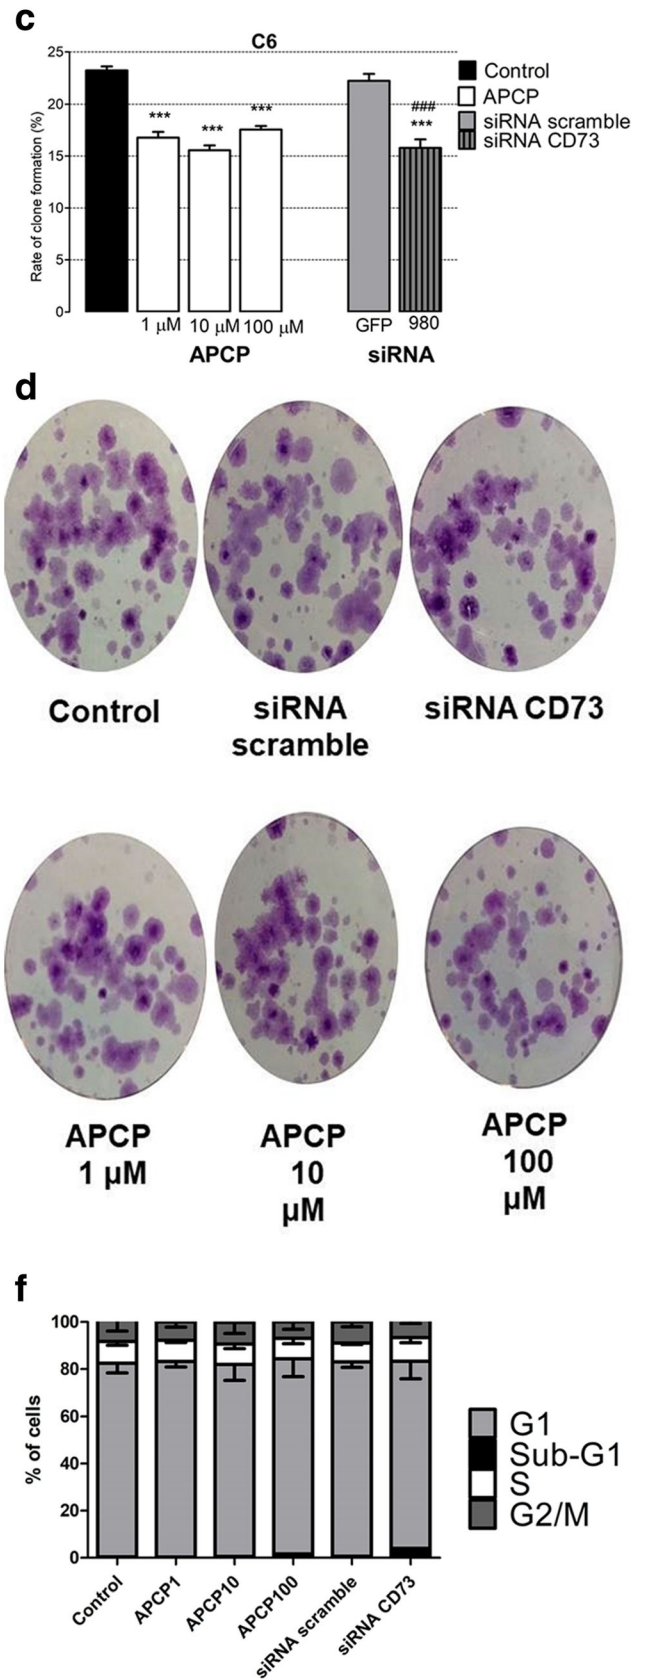 c
C6
Rate of clone formation (%)
25
20
15
10
5
0
***
***
***
###
***
Control
APCP
siRNA scramble
siRNA CD73
1 μM 10 μM 100 μM
GFP 980
APCP
siRNA
d
Control
siRNA
scramble
siRNA CD73
APCP
1 μM
APCP
10
μM
APCP
100
μM
f
% of cells
100
80
60
40
20
0
Control
APCP1
APCP10
APCP100
siRNA scramble
siRNA CD73
G1
Sub-G1
S
G2/M